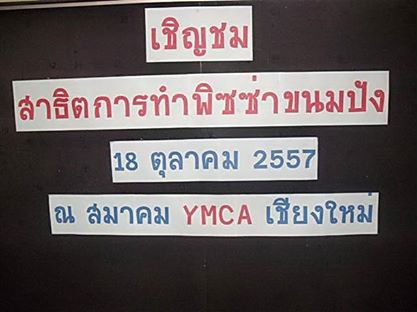 เชิญชม
สาธิตการทำพิซซ่าขนมปัง
18 ตุลาคม 2557
ณ สมาคม YMCA เชียงใหม่